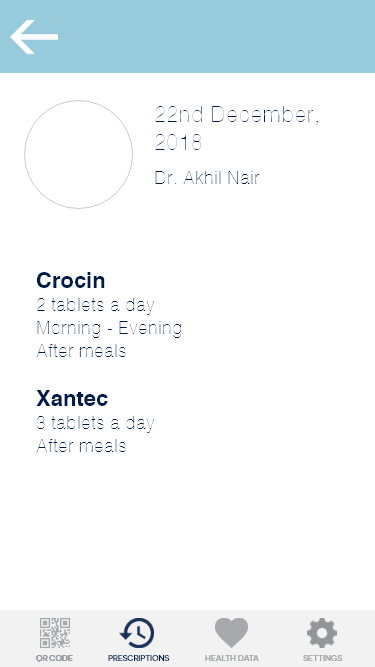 22nd December,
2018
Dr. Akhil Nair
Crocin
2 tablets a day
Morning - Evening
After meals
Xantec
3 tablets a day
After meals
QR CODE
PRESCRIPTIONS
HEALTH DATA
SETTINGS